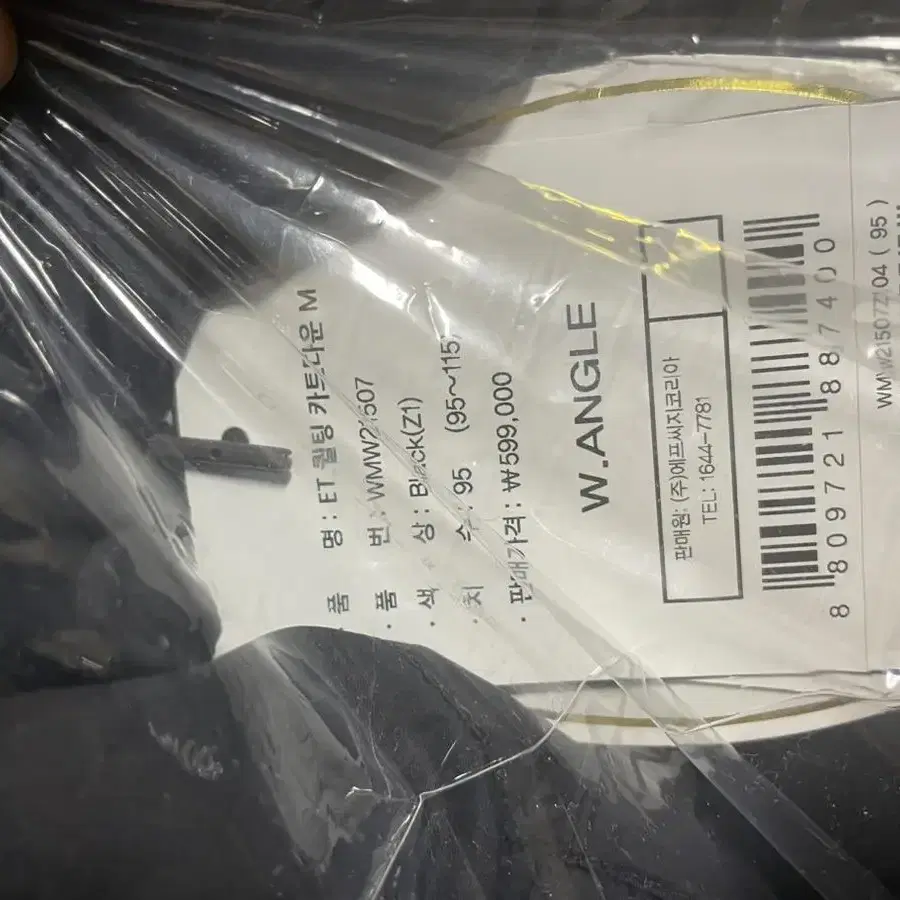 · 품 명 : ET 퀼팅 카트다운 M
· 품 번 : WMW21507
· 색 상 : Black(Z1)
· 치 수 : 95 (95~115)
· 판매가격 : ₩599,000
W.ANGLE
판매원: (주)에프씨지코리아
TEL: 1644-7781
8 809721 887400
WMW21507Z104 ( 95 )